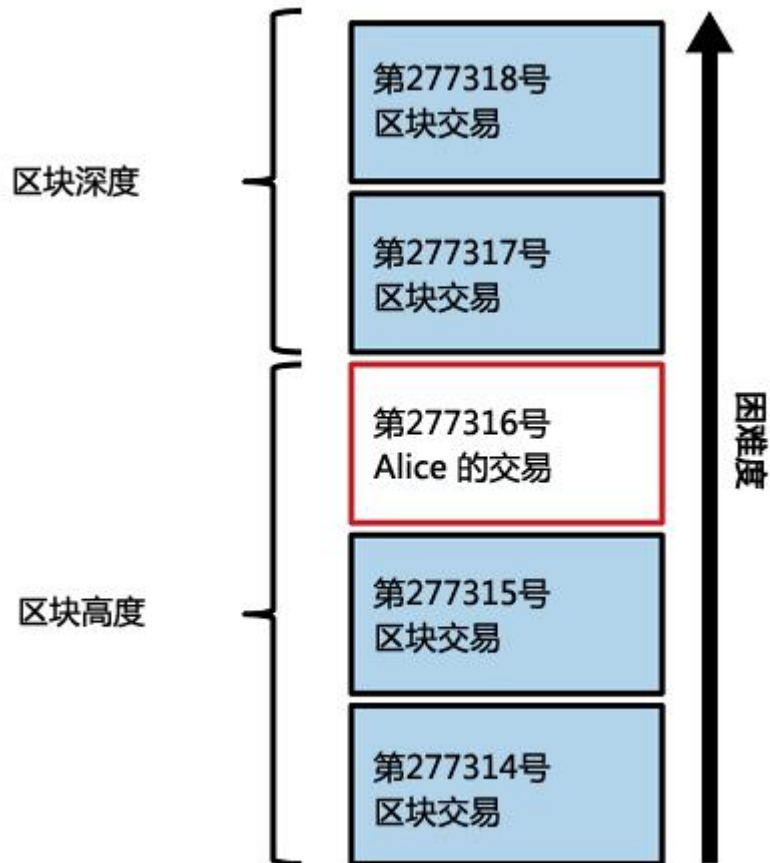 第277318号
区块交易
区块深度
第277317号
区块交易
第277316号
Alice 的交易
困难度
第277315号
区块交易
区块高度
第277314号
区块交易